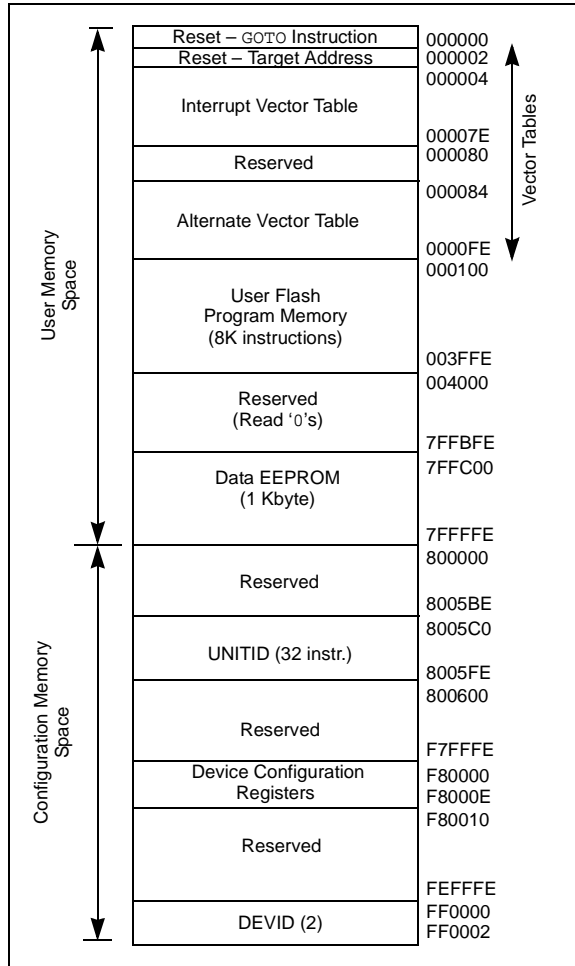 Reset – GOTO Instruction
000000
Reset – Target Address
000002
000004
Interrupt Vector Table
00007E
000080
Reserved
000084
Alternate Vector Table
0000FE
000100
User Flash
Program Memory
(8K instructions)
003FFE
004000
Reserved
(Read ‘0’s)
7FFBFE
7FFC00
Data EEPROM
(1 Kbyte)
7FFFFE
800000
Reserved
8005BE
8005C0
UNITID (32 instr.)
8005FE
800600
Reserved
F7FFFE
Device Configuration
Registers
F80000
F8000E
F80010
Reserved
FEFFFE
FF0000
DEVID (2)
FF0002
Vector Tables
User Memory
Space
Configuration Memory
Space